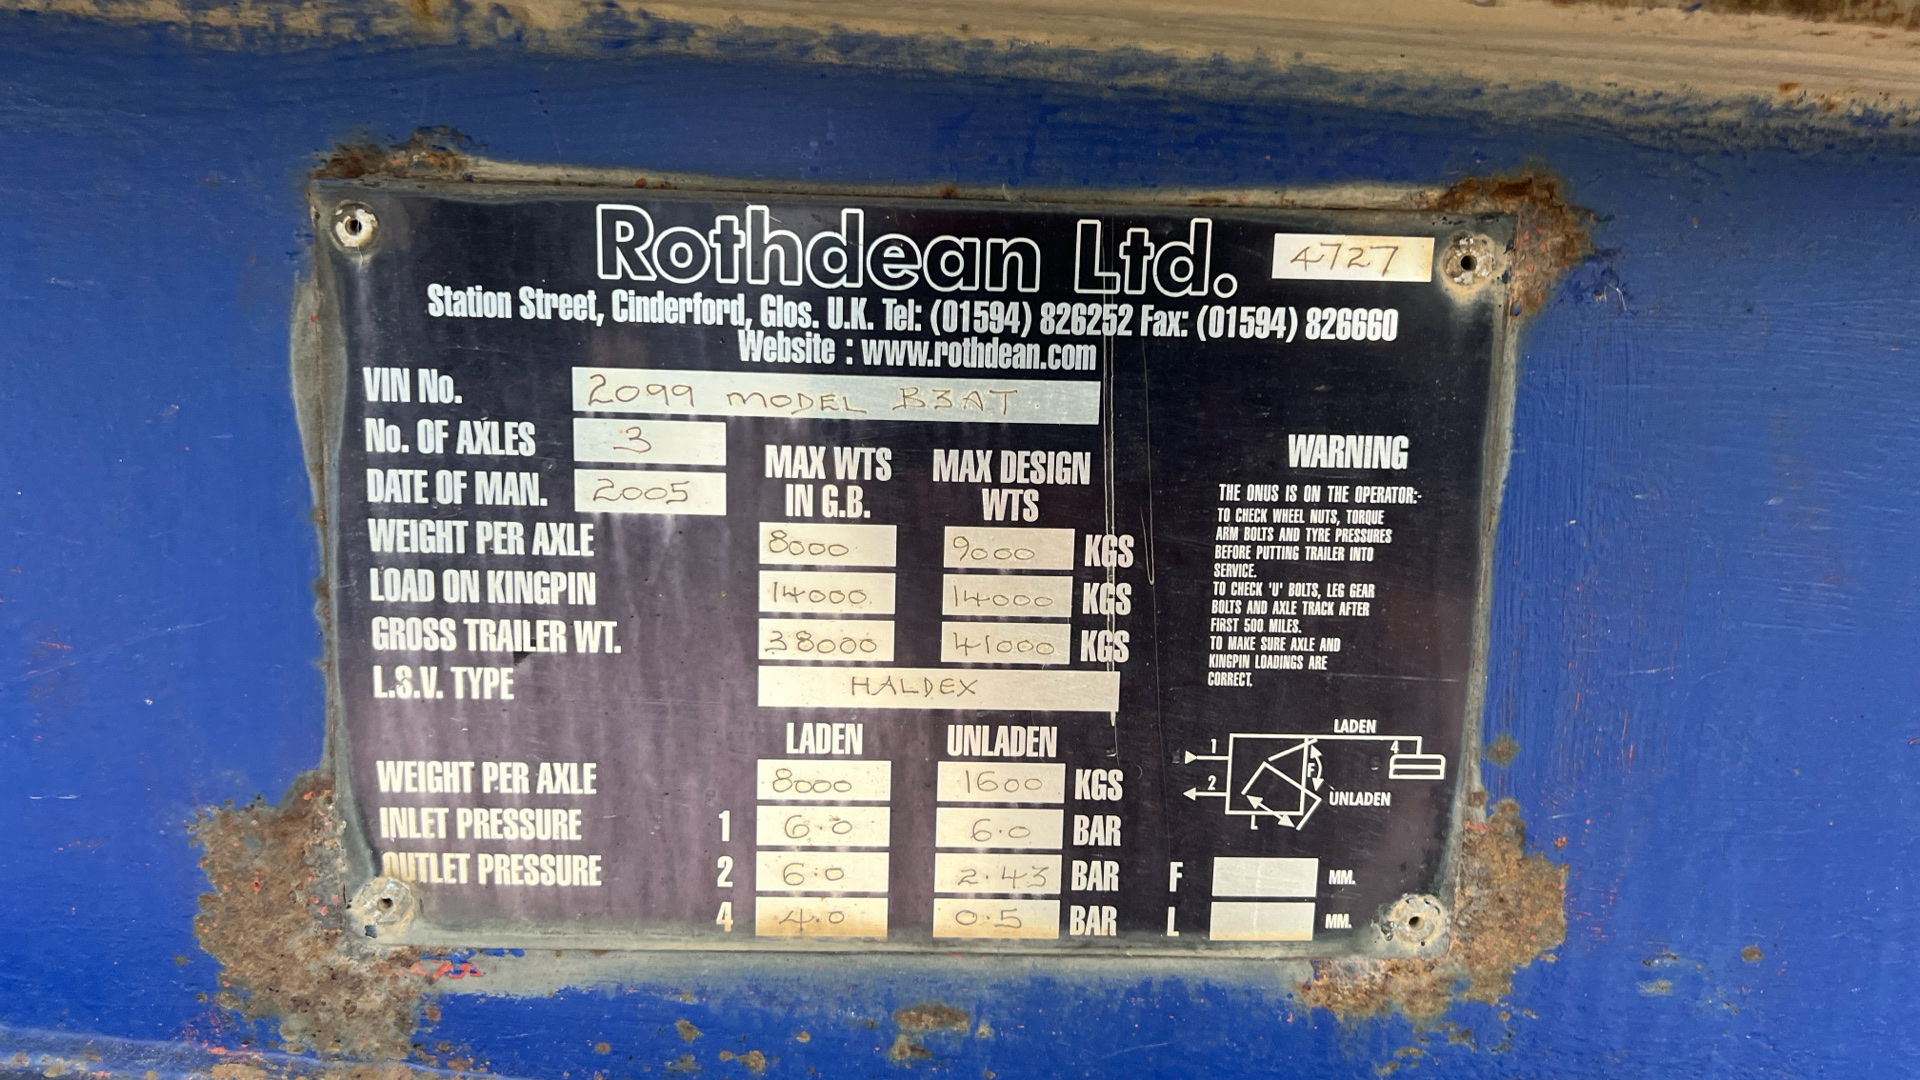 Rothdean Ltd. 4727
Station Street, Cinderford, Glos. U.K. Tel: (01594) 826252 Fax: (01594) 826660
Website : www.rothdean.com
VIN No. 2099 MODEL B3AT
No. OF AXLES 3
DATE OF MAN. 2005
MAX WTS IN G.B.
MAX DESIGN WTS
WEIGHT PER AXLE 8000 9000 KGS
LOAD ON KINGPIN 14000 14000 KGS
GROSS TRAILER WT. 38000 41000 KGS
L.S.V. TYPE HALDEX
LADEN UNLADEN
WEIGHT PER AXLE 8000 1600 KGS
INLET PRESSURE 1 6.0 6.0 BAR
OUTLET PRESSURE 2 6.0 2.43 BAR
4 4.0 0.5 BAR
WARNING
THE ONUS IS ON THE OPERATOR:-
TO CHECK WHEEL NUTS, TORQUE
ARM BOLTS AND TYRE PRESSURES
BEFORE PUTTING TRAILER INTO
SERVICE.
TO CHECK 'U' BOLTS, LEG GEAR
BOLTS AND AXLE TRACK AFTER
FIRST 500 MILES.
TO MAKE SURE AXLE AND
KINGPIN LOADINGS ARE
CORRECT.
LADEN
1 4
F
2
UNLADEN
L
F MM.
L MM.